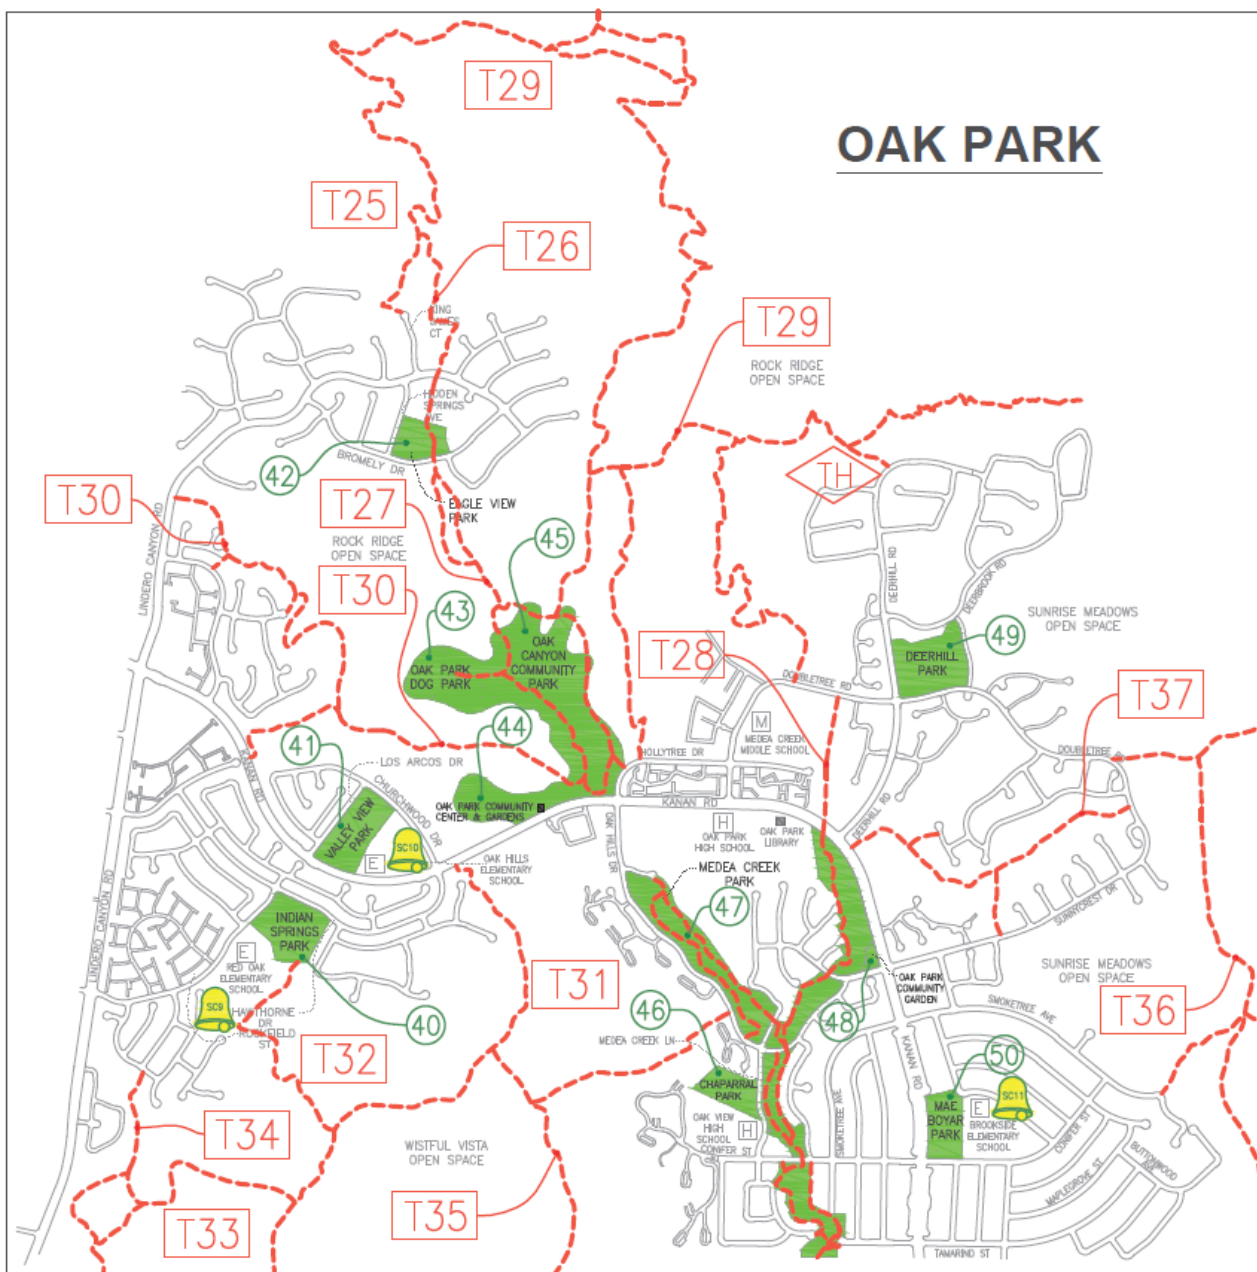 T29
OAK PARK
T25
T26
KING
JAMES
CT
T29
ROCK RIDGE
OPEN SPACE
HIDDEN
SPRINGS
AVE
42
BROMELY DR
TH
T30
T27
EAGLE VIEW
PARK
LINDERO CANYON RD
ROCK RIDGE
OPEN SPACE
45
DEERHILL RD
DEERBROOK RD
T30
43
SUNRISE MEADOWS
OPEN SPACE
49
OAK
CANYON
COMMUNITY
PARK
OAK PARK
DOG PARK
T28
DEERHILL
PARK
DOUBLETREE RD
T37
44
41
M
MEDEA CREEK
MIDDLE SCHOOL
HOLLYTREE DR
DOUBLETREE RD
KANAN RD
LOS ARCOS DR
CHURCHWOOD DR
OAK PARK COMMUNITY
CENTER & GARDENS
KANAN RD
VALLEY VIEW
PARK
OAK HILLS DR
H
OAK PARK
HIGH SCHOOL
OAK PARK
LIBRARY
DEERHILL RD
SC10
E
OAK HILLS
ELEMENTARY
SCHOOL
MEDEA CREEK
PARK
LINDERO CANYON RD
47
SUNNYCREST DR
INDIAN
SPRINGS
PARK
E
RED OAK
ELEMENTARY
SCHOOL
T31
OAK PARK
COMMUNITY
GARDEN
SUNRISE MEADOWS
OPEN SPACE
SC9
HAWTHORNE
DR
ROCKFIELD
ST
40
46
48
SMOKETREE AVE
T36
MEDEA CREEK LN
T32
KANAN RD
50
CHAPARRAL
PARK
SC11
MAE
BOYAR
PARK
E
BROOKSIDE
ELEMENTARY
SCHOOL
T34
OAK VIEW
HIGH
SCHOOL
H
CONIFER ST
SMOKETREE AVE
CONIFER ST
WISTFUL VISTA
OPEN SPACE
BUTTONWOOD
AVE
MAPLEGROVE ST
T35
T33
TAMARIND ST